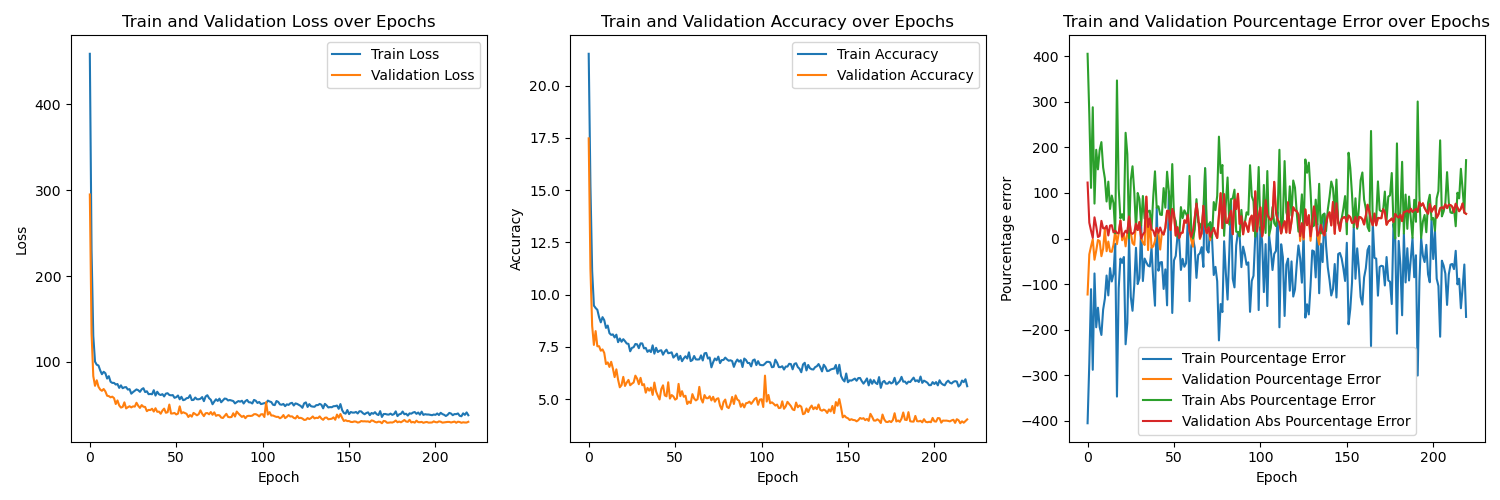 Train and Validation Loss over Epochs
Train Loss
Validation Loss
400
300
200
100
0
50
100
150
200
Loss
Epoch
Train and Validation Accuracy over Epochs
Train Accuracy
Validation Accuracy
20.0
17.5
15.0
12.5
10.0
7.5
5.0
0
50
100
150
200
Accuracy
Epoch
Train and Validation Pourcentage Error over Epochs
400
300
200
100
0
−100
−200
−300
−400
0
50
100
150
200
Pourcentage error
Epoch
Train Pourcentage Error
Validation Pourcentage Error
Train Abs Pourcentage Error
Validation Abs Pourcentage Error